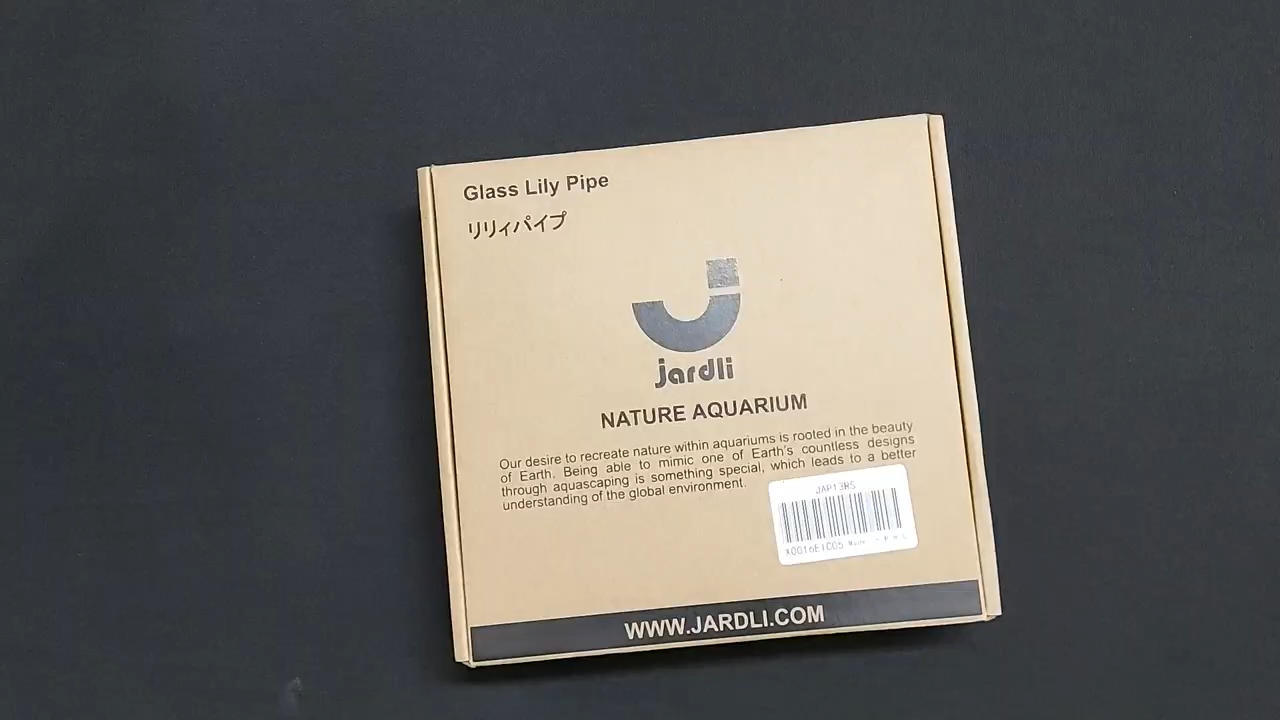 Glass Lily Pipe
リリィパイプ
jardli
NATURE AQUARIUM
Our desire to recreate nature within aquariums is rooted in the beauty
of Earth. Being able to mimic one of Earth's countless designs
through aquascaping is something special, which leads to a better
understanding of the global environment.
JAP13RS
X0016EIC05 Made
WWW.JARDLI.COM